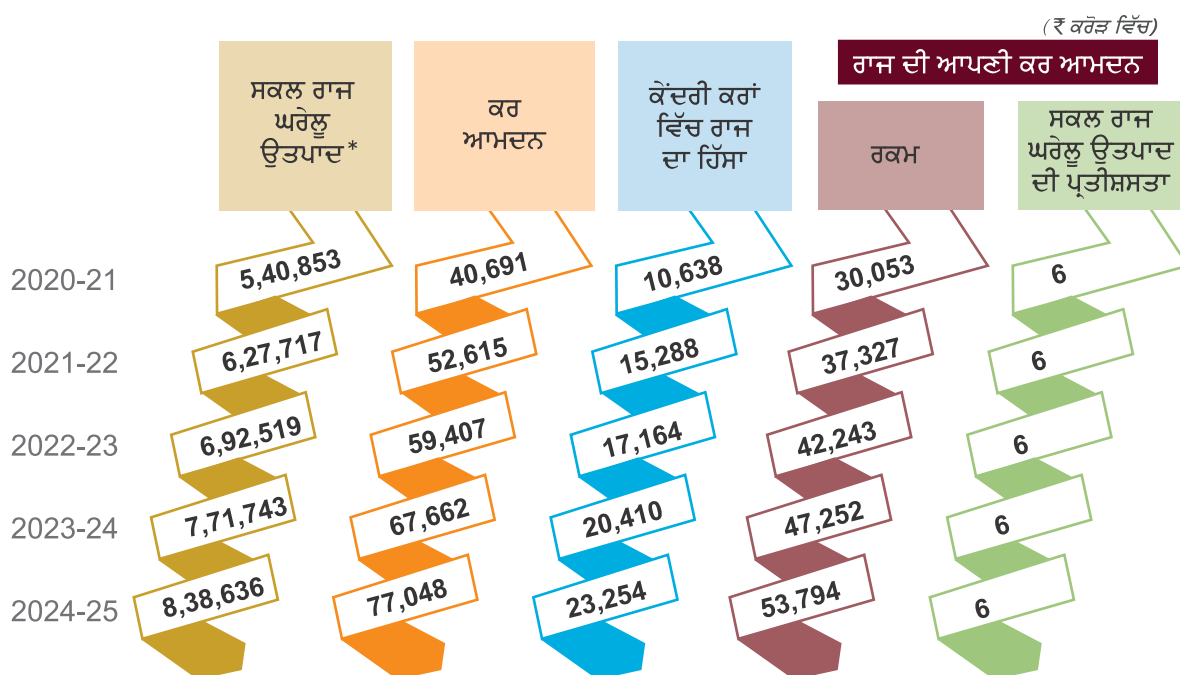 (₹ ਕਰੋੜ ਵਿੱਚ)
ਰਾਜ ਦੀ ਆਪਣੀ ਕਰ ਆਮਦਨ
ਸਕਲ ਰਾਜ
ਘਰੇਲੂ
ਉਤਪਾਦ*
ਕਰ
ਆਮਦਨ
ਕੇਂਦਰੀ ਕਰਾਂ
ਵਿੱਚ ਰਾਜ
ਦਾ ਹਿੱਸਾ
ਰਕਮ
ਸਕਲ ਰਾਜ
ਘਰੇਲੂ ਉਤਪਾਦ
ਦੀ ਪ੍ਰਤੀਸ਼ਸਤਾ
2020-21 5,40,853 40,691 10,638 30,053 6
2021-22 6,27,717 52,615 15,288 37,327 6
2022-23 6,92,519 59,407 17,164 42,243 6
2023-24 7,71,743 67,662 20,410 47,252 6
2024-25 8,38,636 77,048 23,254 53,794 6